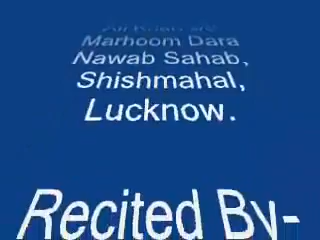 Marhoom Dara
Nawab Sahab,
Shishmahal,
Lucknow.
Recited By-